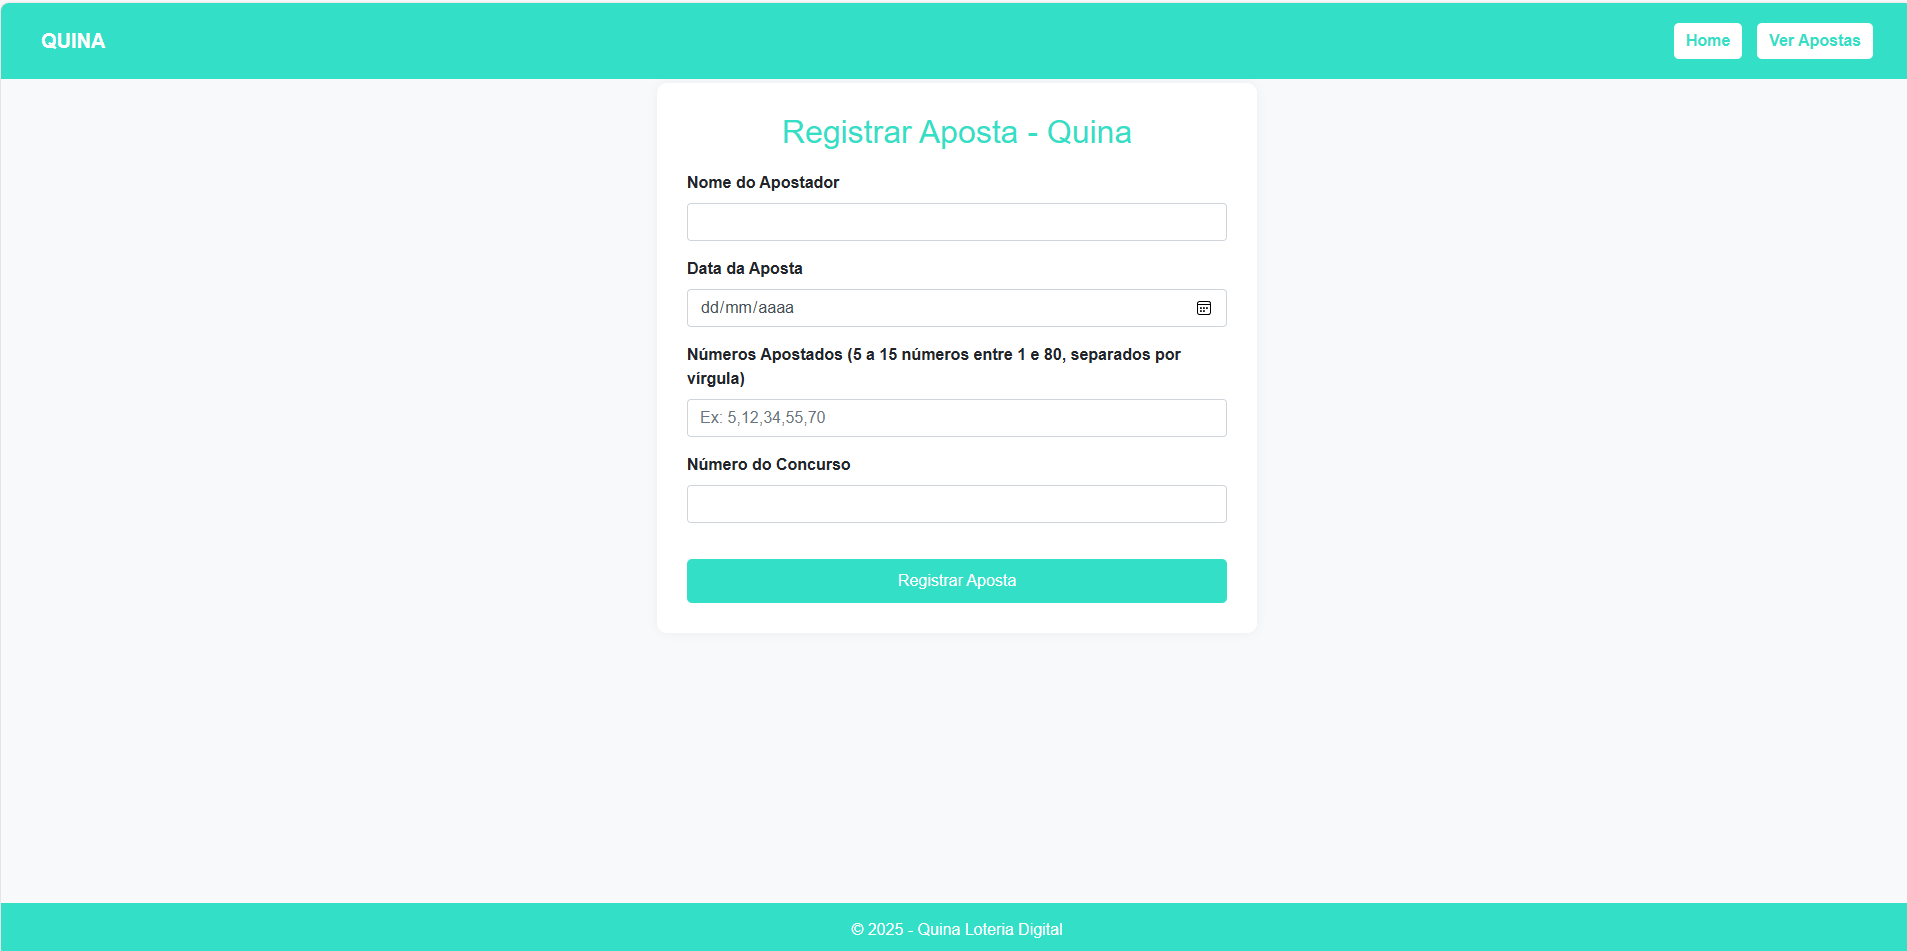 QUINA
Home
Ver Apostas
Registrar Aposta - Quina
Nome do Apostador
Data da Aposta
dd/mm/aaaa
Números Apostados (5 a 15 números entre 1 e 80, separados por
vírgula)
Ex: 5,12,34,55,70
Número do Concurso
Registrar Aposta
© 2025 - Quina Loteria Digital